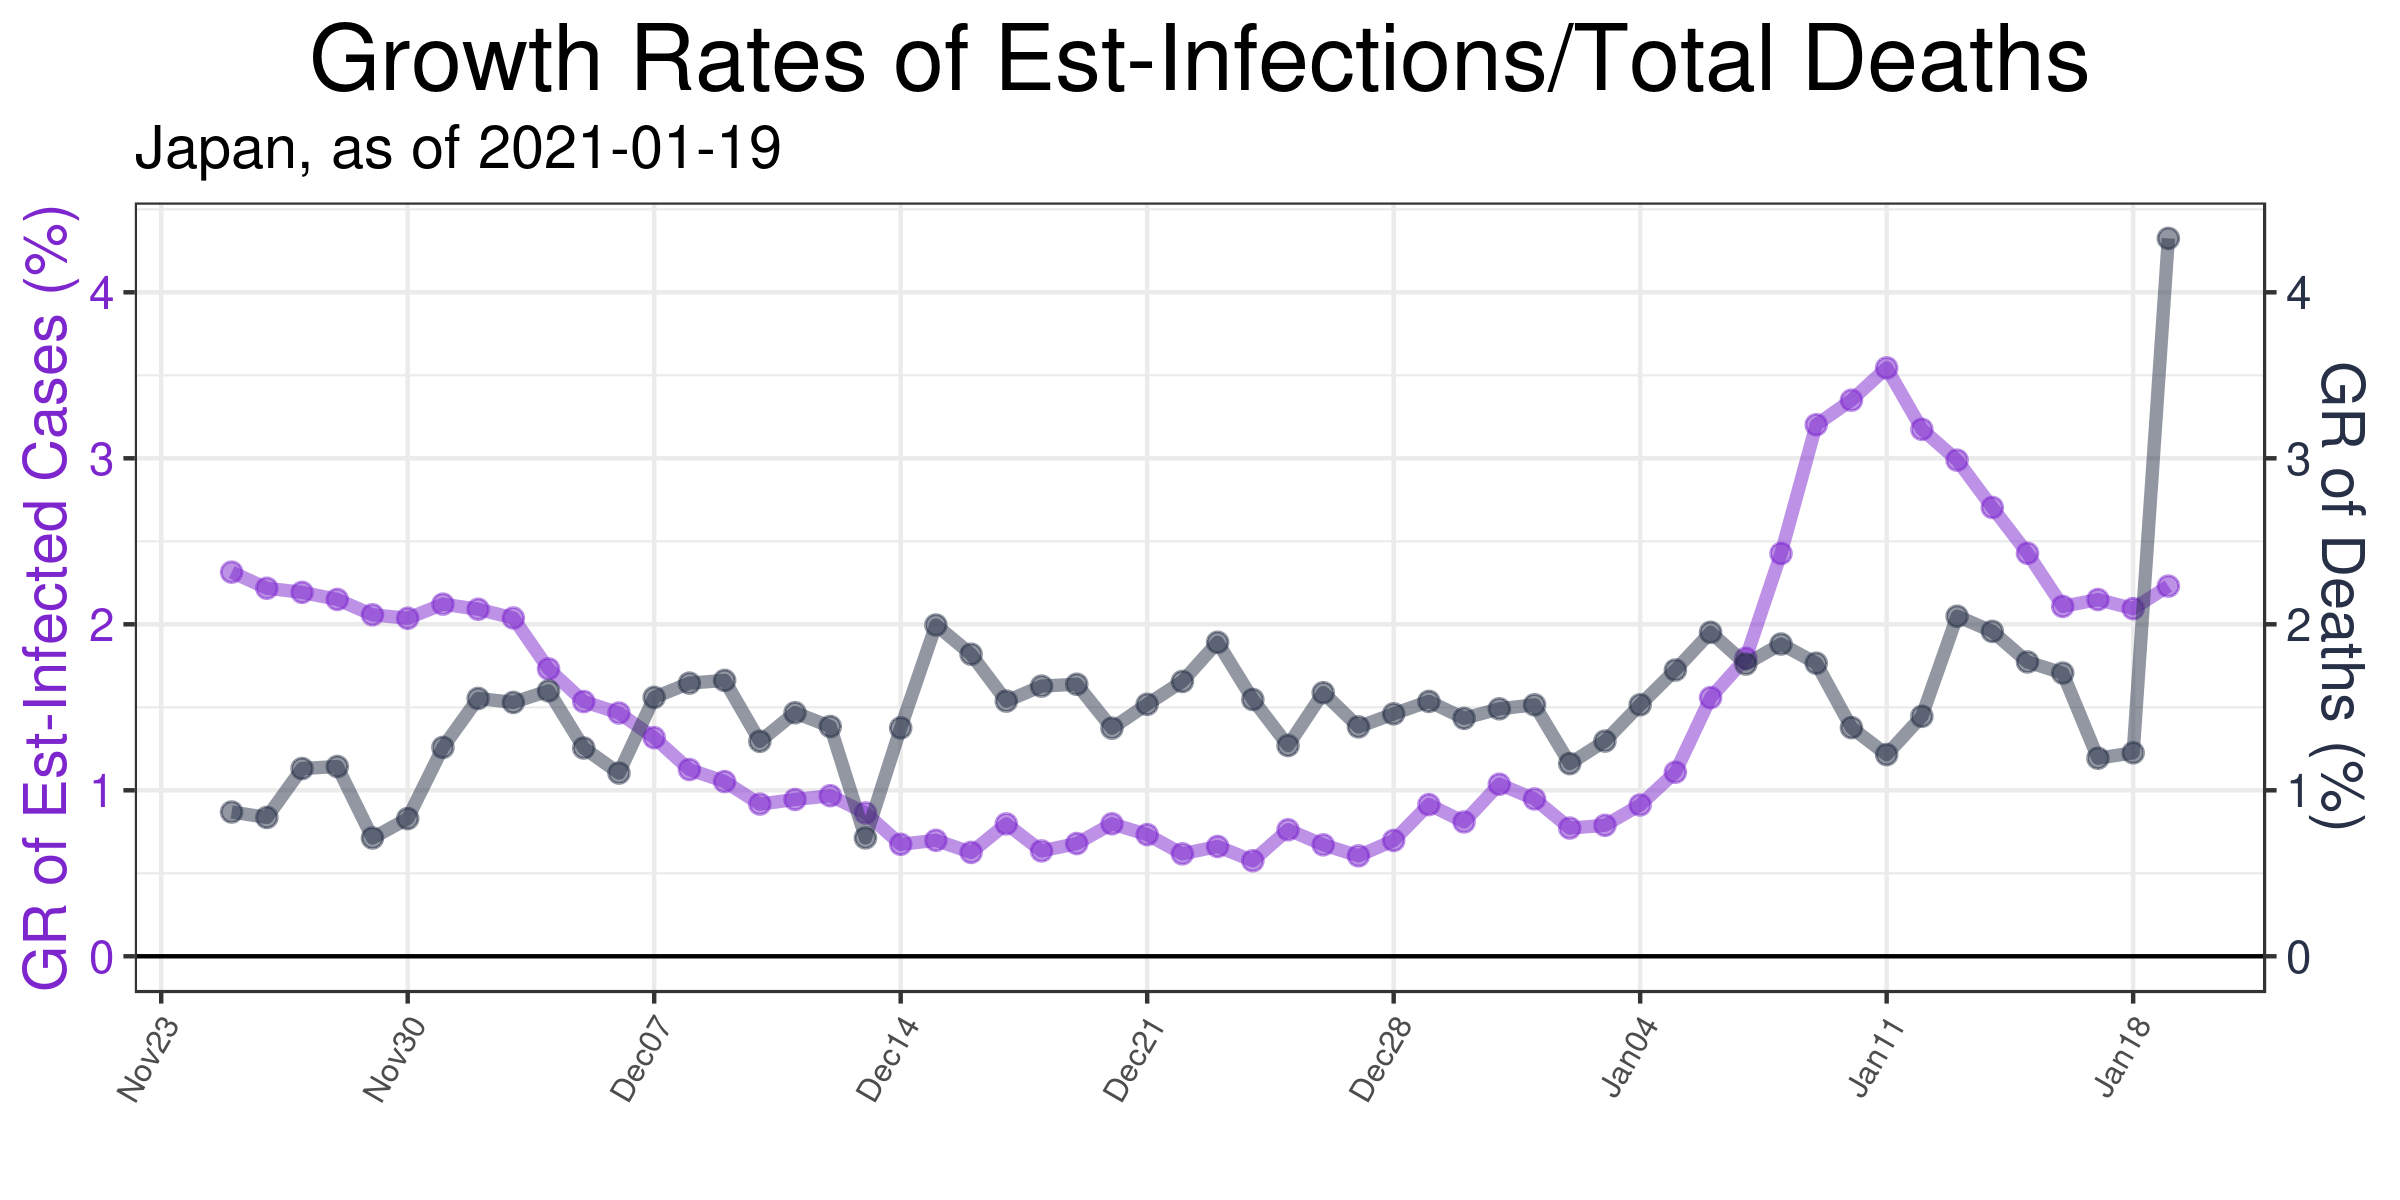 Growth Rates of Est-Infections/Total Deaths
Japan, as of 2021-01-19
GR of Est-Infected Cases (%)
4
3
2
1
0
4
3
2
1
0
GR of Deaths (%)
Nov23
Nov30
Dec07
Dec14
Dec21
Dec28
Jan04
Jan11
Jan18